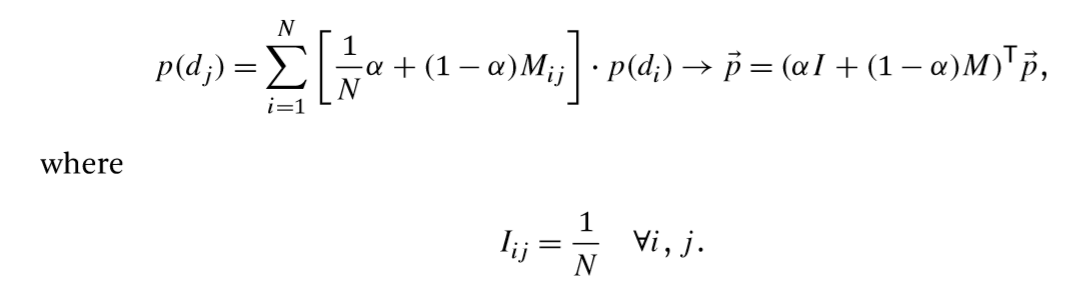 p(d_j) = \sum_{i=1}^{N} \left[ \frac{1}{N} \alpha + (1 - \alpha) M_{ij} \right] \cdot p(d_i) \rightarrow \vec{p} = (\alpha I + (1 - \alpha) M)^{\mathsf{T}} \vec{p},
where
I_{ij} = \frac{1}{N} \quad \forall i, j.